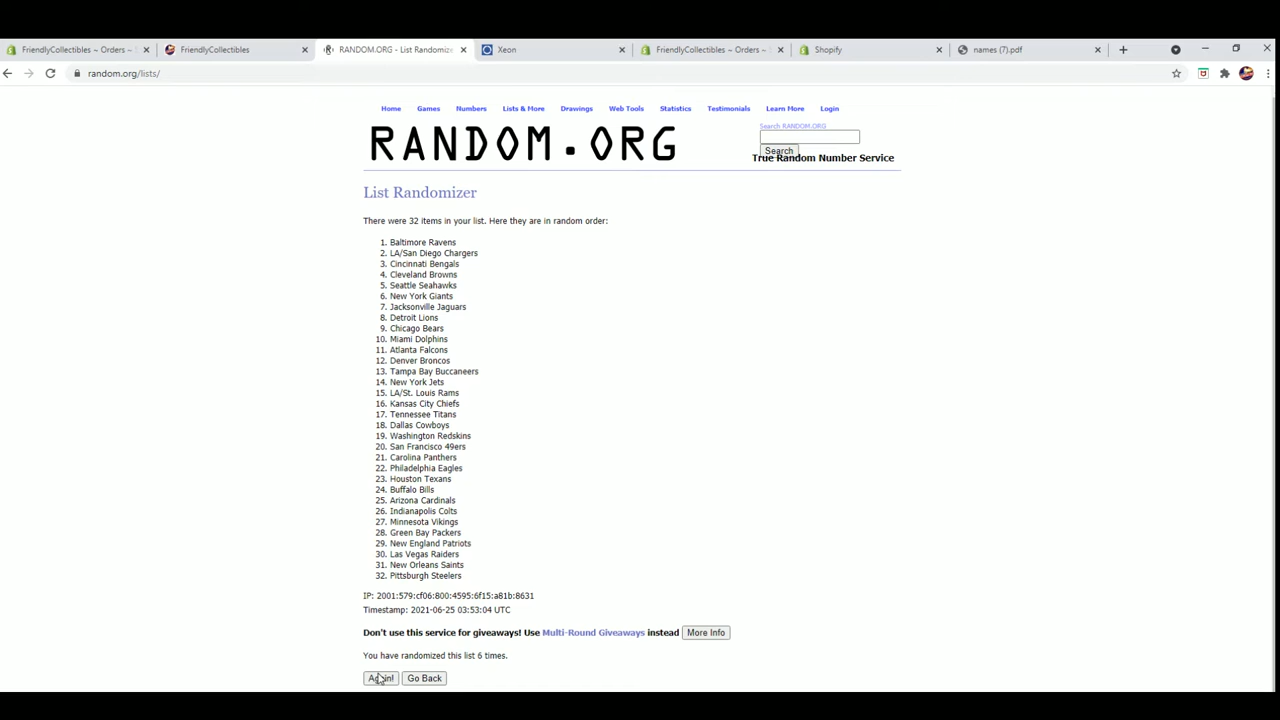 FriendlyCollectibles ~ Orders ~
FriendlyCollectibles
RANDOM.ORG - List Randomize
Xeon
FriendlyCollectibles ~ Orders ~
Shopify
names (7).pdf
random.org/lists/
Home Games Numbers Lists & More Drawings Web Tools Statistics Testimonials Learn More Login
Search RANDOM.ORG
RANDOM.ORG
Search
True Random Number Service
List Randomizer
There were 32 items in your list. Here they are in random order:
1. Baltimore Ravens
2. LA/San Diego Chargers
3. Cincinnati Bengals
4. Cleveland Browns
5. Seattle Seahawks
6. New York Giants
7. Jacksonville Jaguars
8. Detroit Lions
9. Chicago Bears
10. Miami Dolphins
11. Atlanta Falcons
12. Denver Broncos
13. Tampa Bay Buccaneers
14. New York Jets
15. LA/St. Louis Rams
16. Kansas City Chiefs
17. Tennessee Titans
18. Dallas Cowboys
19. Washington Redskins
20. San Francisco 49ers
21. Carolina Panthers
22. Philadelphia Eagles
23. Houston Texans
24. Buffalo Bills
25. Arizona Cardinals
26. Indianapolis Colts
27. Minnesota Vikings
28. Green Bay Packers
29. New England Patriots
30. Las Vegas Raiders
31. New Orleans Saints
32. Pittsburgh Steelers
IP: 2001:579:cf06:800:4595:6f15:a81b:8631
Timestamp: 2021-06-25 03:53:04 UTC
Don't use this service for giveaways! Use Multi-Round Giveaways instead More Info
You have randomized this list 6 times.
Again! Go Back